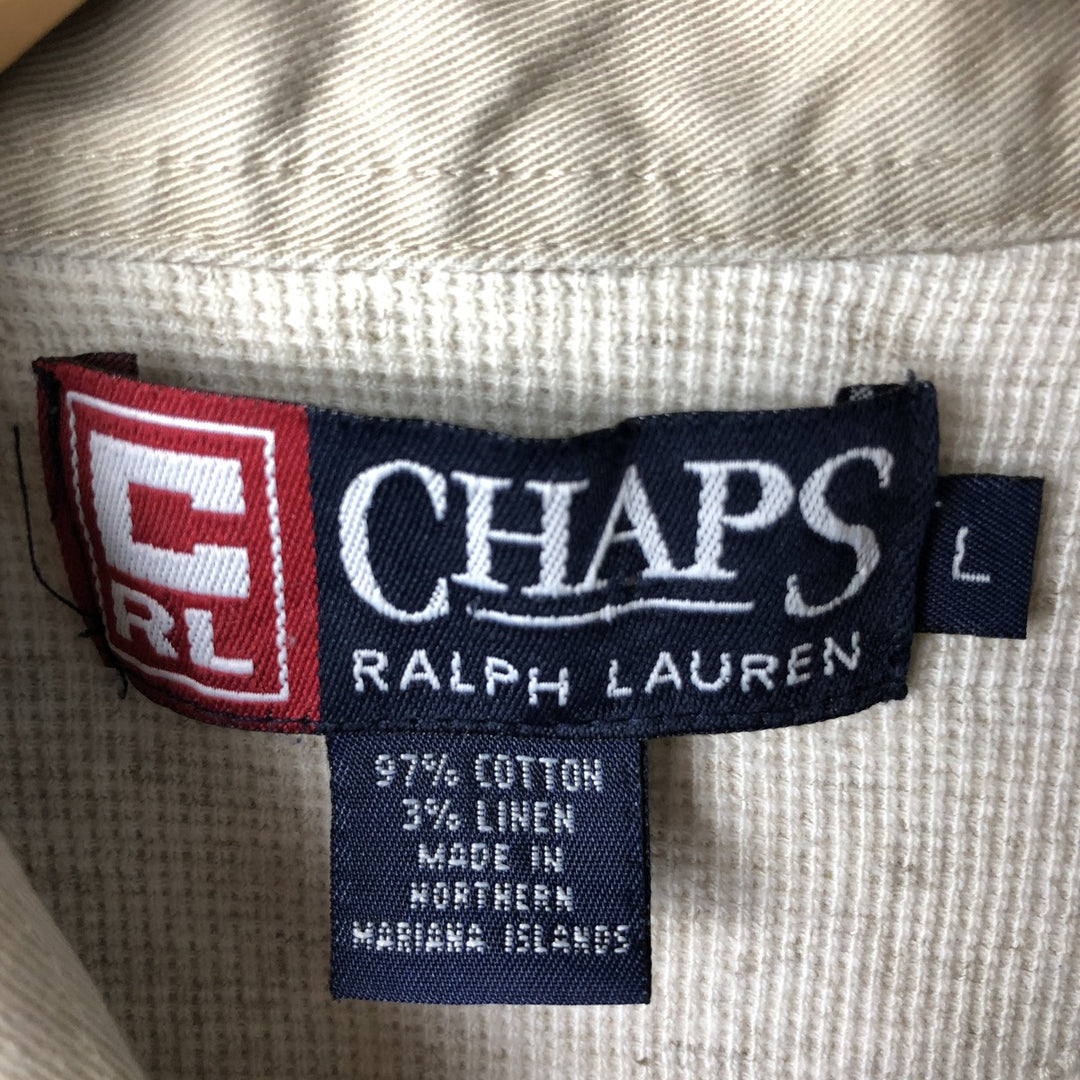 C
RL
CHAPS
RALPH LAUREN
L
97% COTTON
3% LINEN
MADE IN
NORTHERN
MARIANA ISLANDS